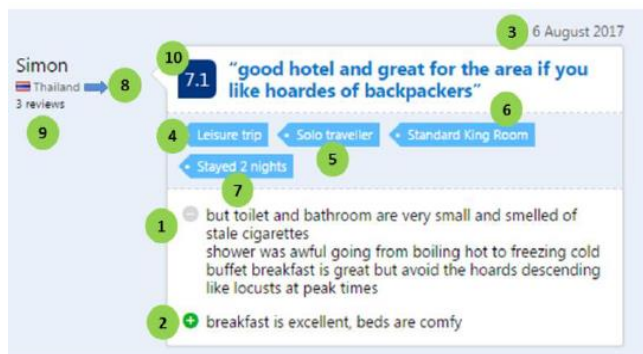 3 6 August 2017
Simon
Thailand 8
3 reviews
9
10
7.1
“good hotel and great for the area if you
like hoardes of backpackers”
6
4 Leisure trip Solo traveller Standard King Room
5
Stayed 2 nights
7
1 but toilet and bathroom are very small and smelled of
stale cigarettes
shower was awful going from boiling hot to freezing cold
buffet breakfast is great but avoid the hoards descending
like locusts at peak times
2 breakfast is excellent, beds are comfy